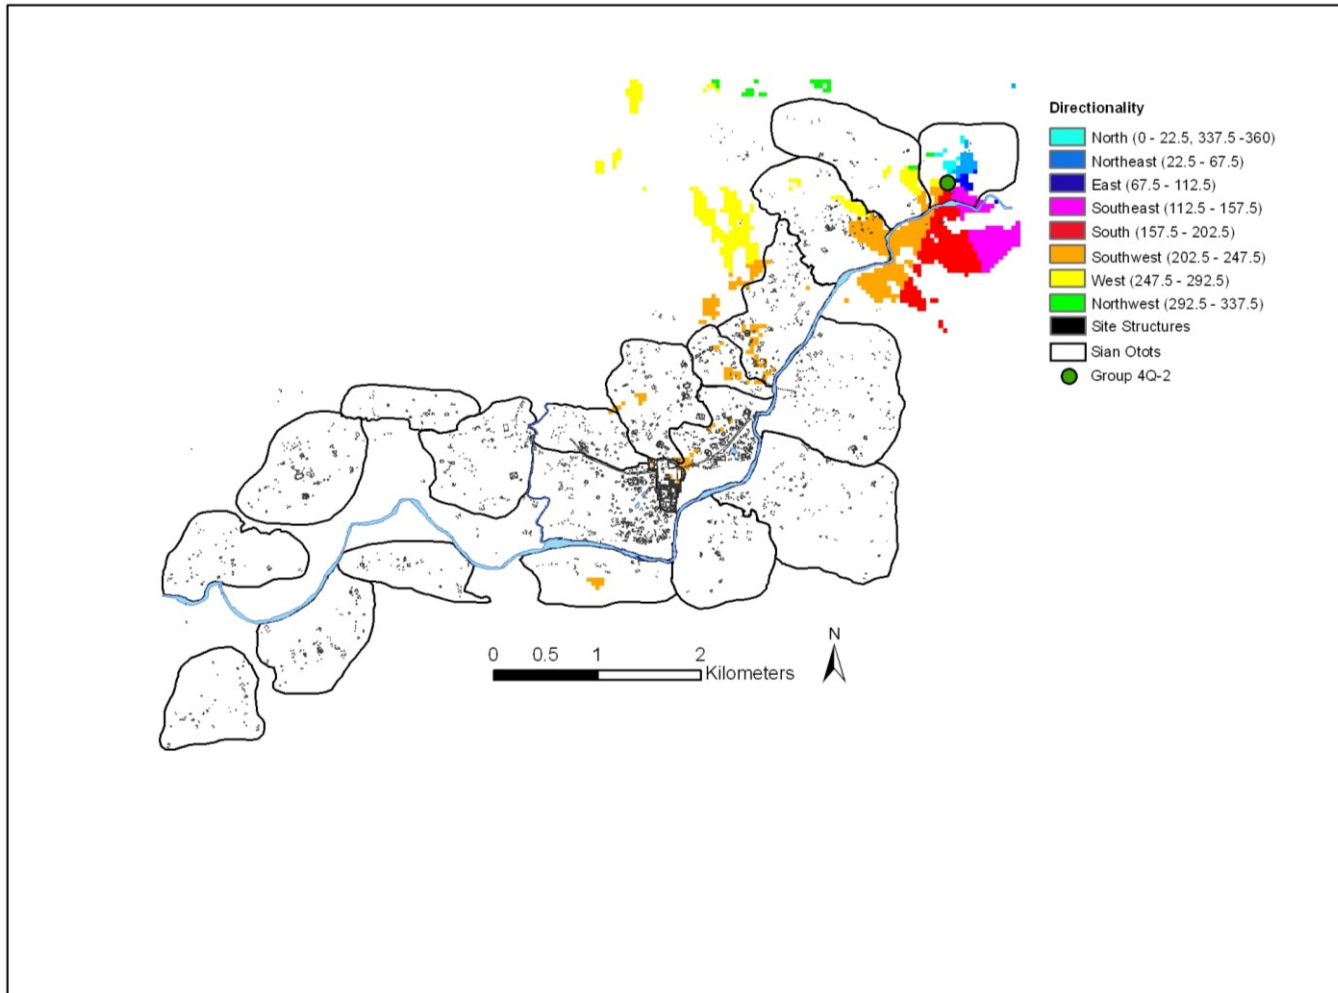 Directionality
North (0 - 22.5, 337.5 -360)
Northeast (22.5 - 67.5)
East (67.5 - 112.5)
Southeast (112.5 - 157.5)
South (157.5 - 202.5)
Southwest (202.5 - 247.5)
West (247.5 - 292.5)
Northwest (292.5 - 337.5)
Site Structures
Sian Otots
Group 4Q-2
N
0 0.5 1 2
Kilometers